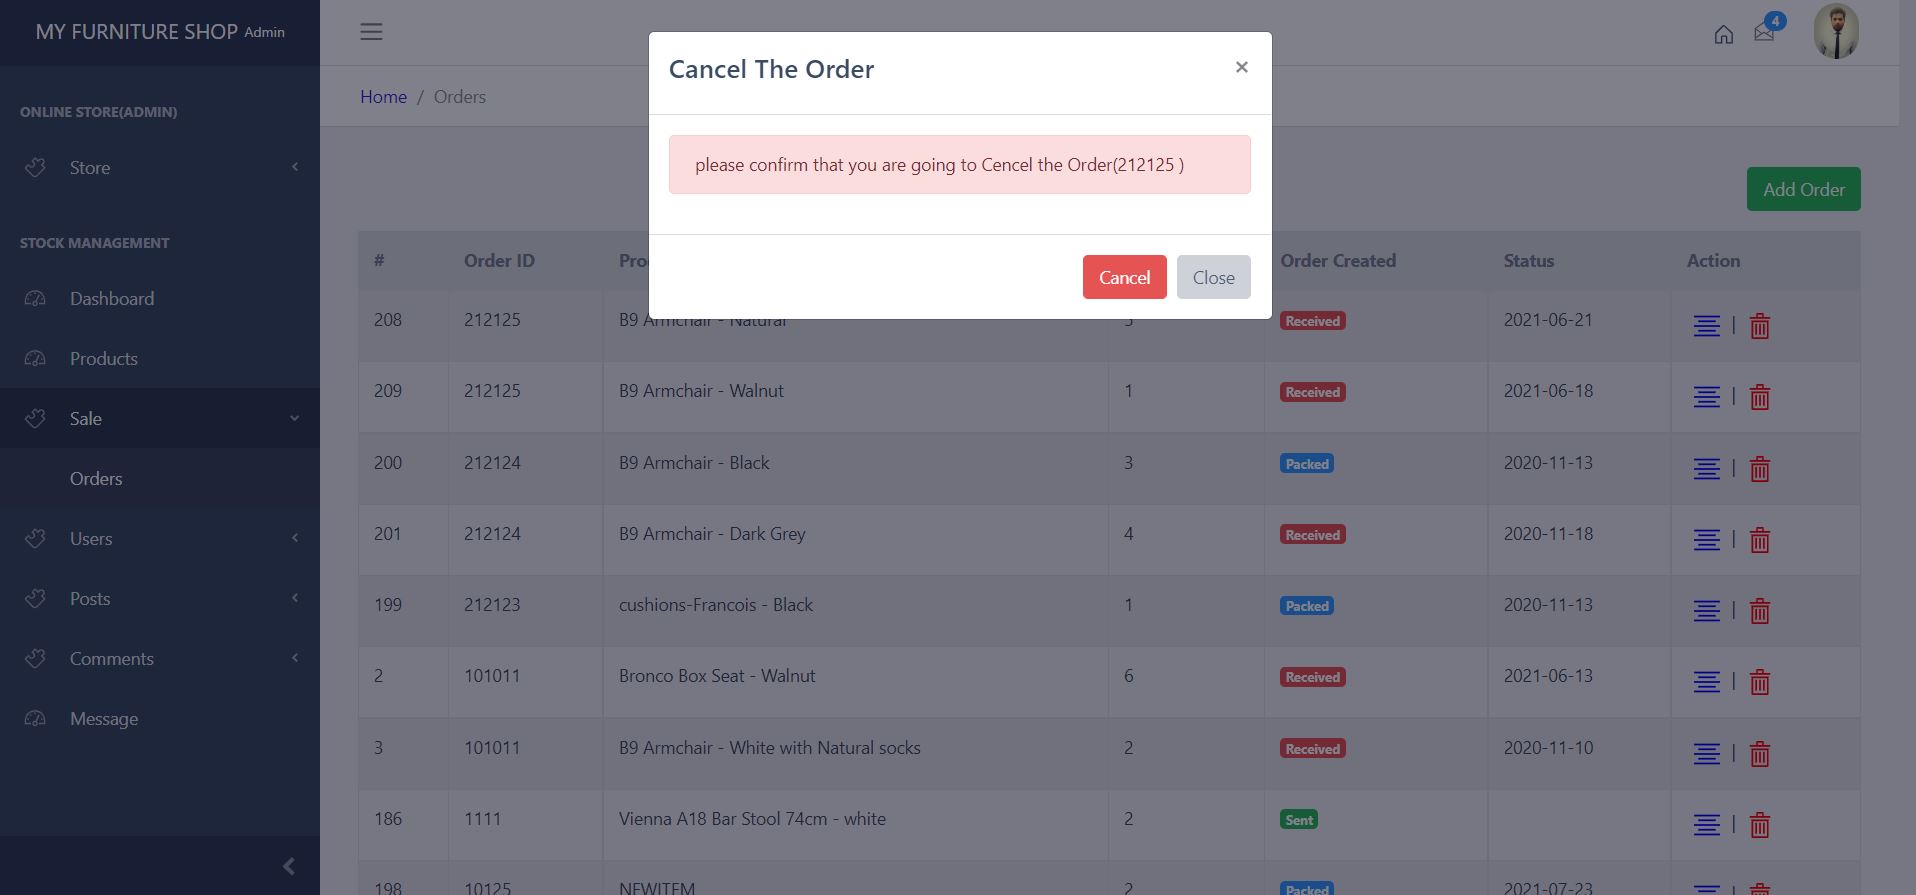 MY FURNITURE SHOP Admin
4
Home / Orders
Cancel The Order ×
please confirm that you are going to Cencel the Order(212125 )
Cancel Close
ONLINE STORE(ADMIN)
Store
STOCK MANAGEMENT
Dashboard
Products
Sale
Orders
Users
Posts
Comments
Message
Add Order
# Order ID Order Created Status Action
208 212125 B9 Armchair - Natural Received 2021-06-21 |
209 212125 B9 Armchair - Walnut 1 Received 2021-06-18 |
200 212124 B9 Armchair - Black 3 Packed 2020-11-13 |
201 212124 B9 Armchair - Dark Grey 4 Received 2020-11-18 |
199 212123 cushions-Francois - Black 1 Packed 2020-11-13 |
2 101011 Bronco Box Seat - Walnut 6 Received 2021-06-13 |
3 101011 B9 Armchair - White with Natural socks 2 Received 2020-11-10 |
186 1111 Vienna A18 Bar Stool 74cm - white 2 Sent |
198 10125 NEWITEM 2 Packed 2021-07-23 |